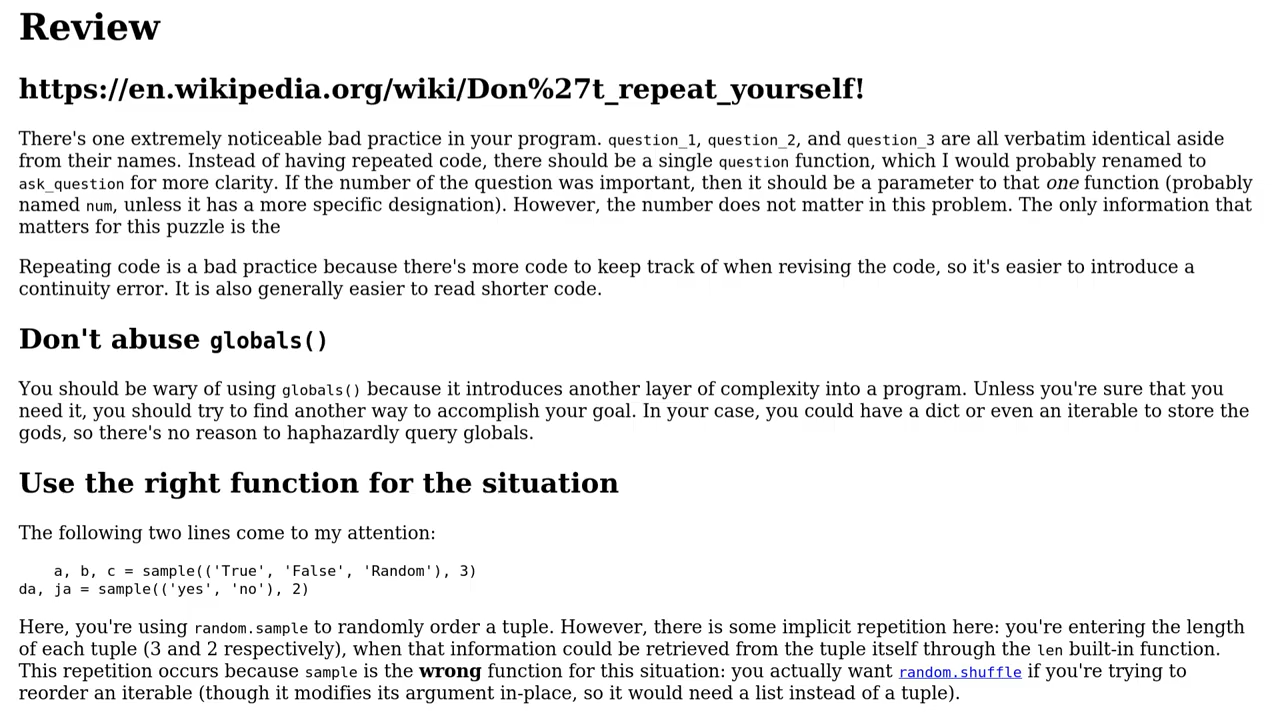 Review
https://en.wikipedia.org/wiki/Don%27t_repeat_yourself!
There's one extremely noticeable bad practice in your program. question_1, question_2, and question_3 are all verbatim identical aside
from their names. Instead of having repeated code, there should be a single question function, which I would probably renamed to
ask_question for more clarity. If the number of the question was important, then it should be a parameter to that one function (probably
named num, unless it has a more specific designation). However, the number does not matter in this problem. The only information that
matters for this puzzle is the
Repeating code is a bad practice because there's more code to keep track of when revising the code, so it's easier to introduce a
continuity error. It is also generally easier to read shorter code.
Don't abuse globals()
You should be wary of using globals() because it introduces another layer of complexity into a program. Unless you're sure that you
need it, you should try to find another way to accomplish your goal. In your case, you could have a dict or even an iterable to store the
gods, so there's no reason to haphazardly query globals.
Use the right function for the situation
The following two lines come to my attention:
    a, b, c = sample(('True', 'False', 'Random'), 3)
da, ja = sample(('yes', 'no'), 2)
Here, you're using random.sample to randomly order a tuple. However, there is some implicit repetition here: you're entering the length
of each tuple (3 and 2 respectively), when that information could be retrieved from the tuple itself through the len built-in function.
This repetition occurs because sample is the wrong function for this situation: you actually want random.shuffle if you're trying to
reorder an iterable (though it modifies its argument in-place, so it would need a list instead of a tuple).